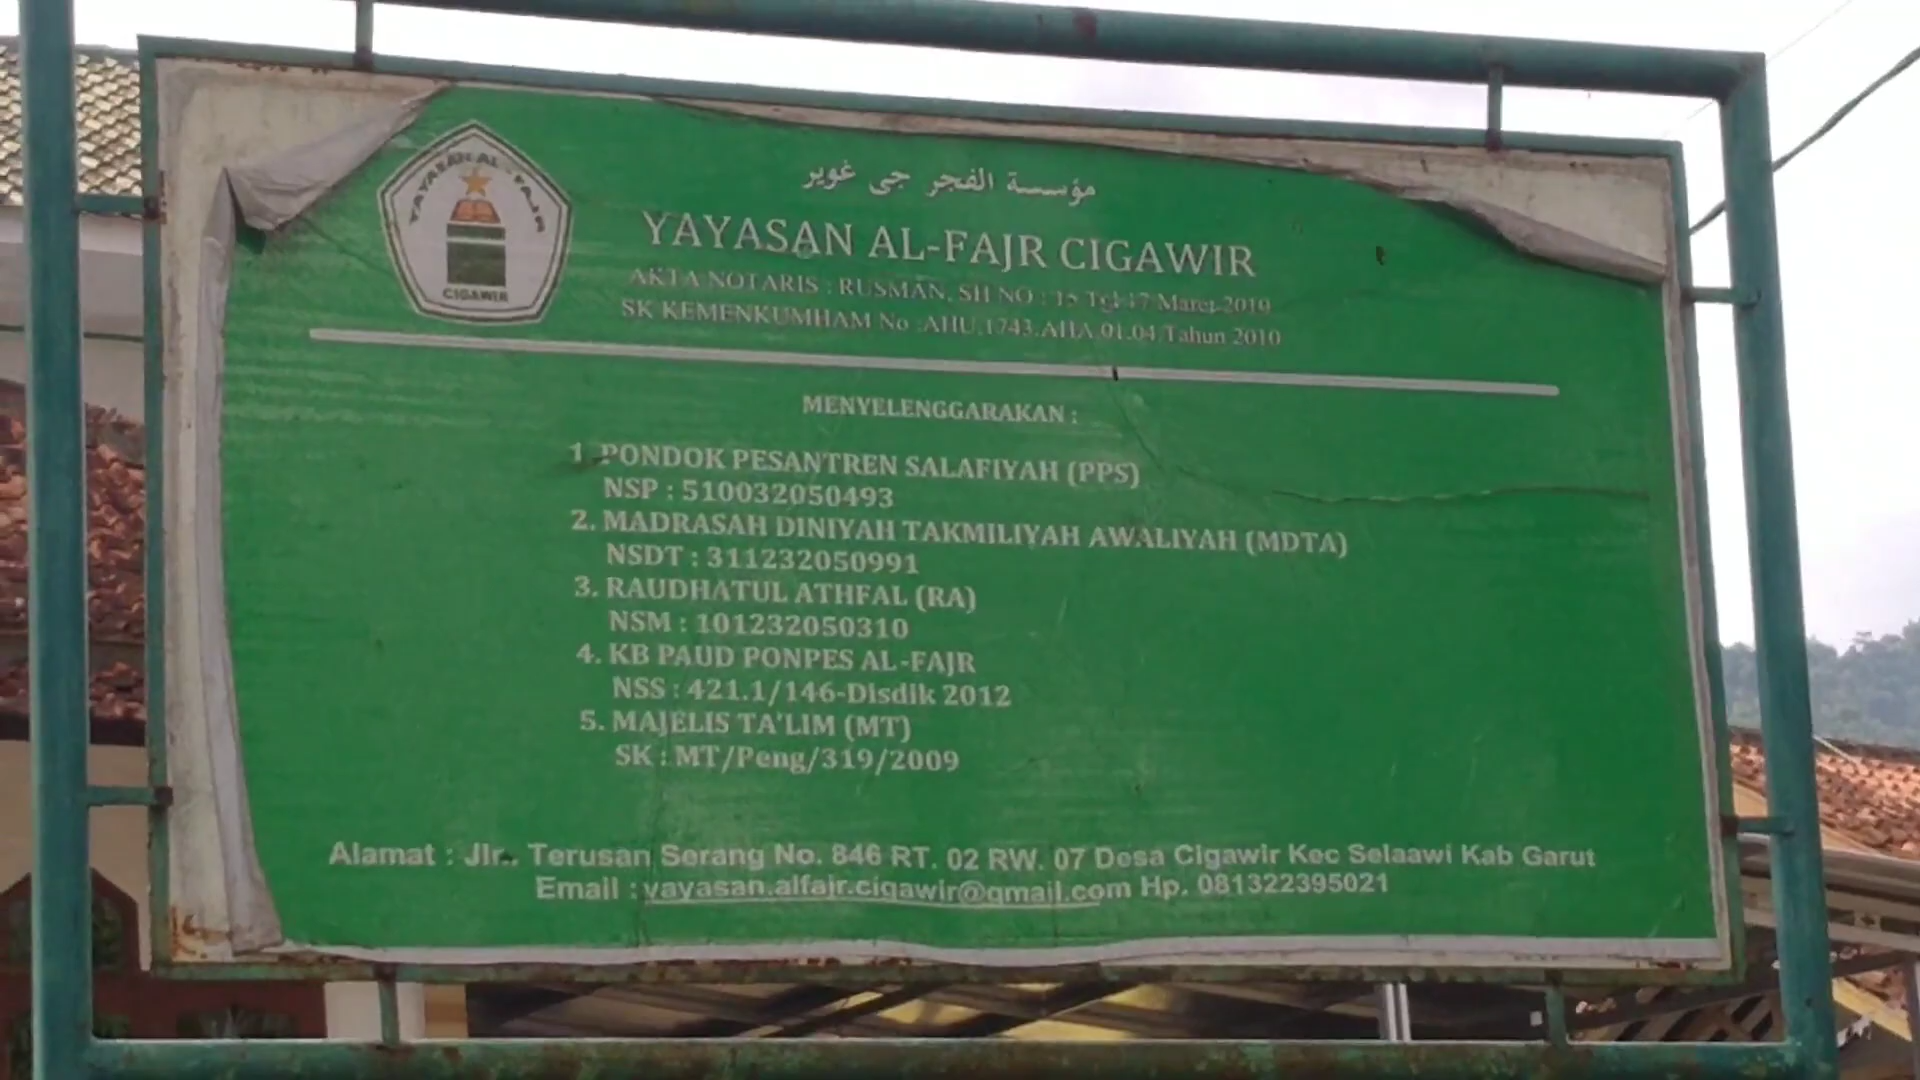 YAYASAN AL-FAJR
CIGAWIR
مؤسسة الفجر جى غوير
YAYASAN AL-FAJR CIGAWIR
AKTA NOTARIS : RUSMAN, SH NO : 15 Tgl 17 Maret 2010
SK KEMENKUMHAM No :AHU.1743.AHA.01.04 Tahun 2010
MENYELENGGARAKAN :
1. PONDOK PESANTREN SALAFIYAH (PPS)
NSP : 510032050493
2. MADRASAH DINIYAH TAKMILIYAH AWALIYAH (MDTA)
NSDT : 311232050991
3. RAUDHATUL ATHFAL (RA)
NSM : 101232050310
4. KB PAUD PONPES AL-FAJR
NSS : 421.1/146-Disdik 2012
5. MAJELIS TA'LIM (MT)
SK : MT/Peng/319/2009
Alamat : Jln. Terusan Serang No. 846 RT. 02 RW. 07 Desa Cigawir Kec Selaawi Kab Garut
Email : yayasan.alfajr.cigawir@gmail.com Hp. 081322395021